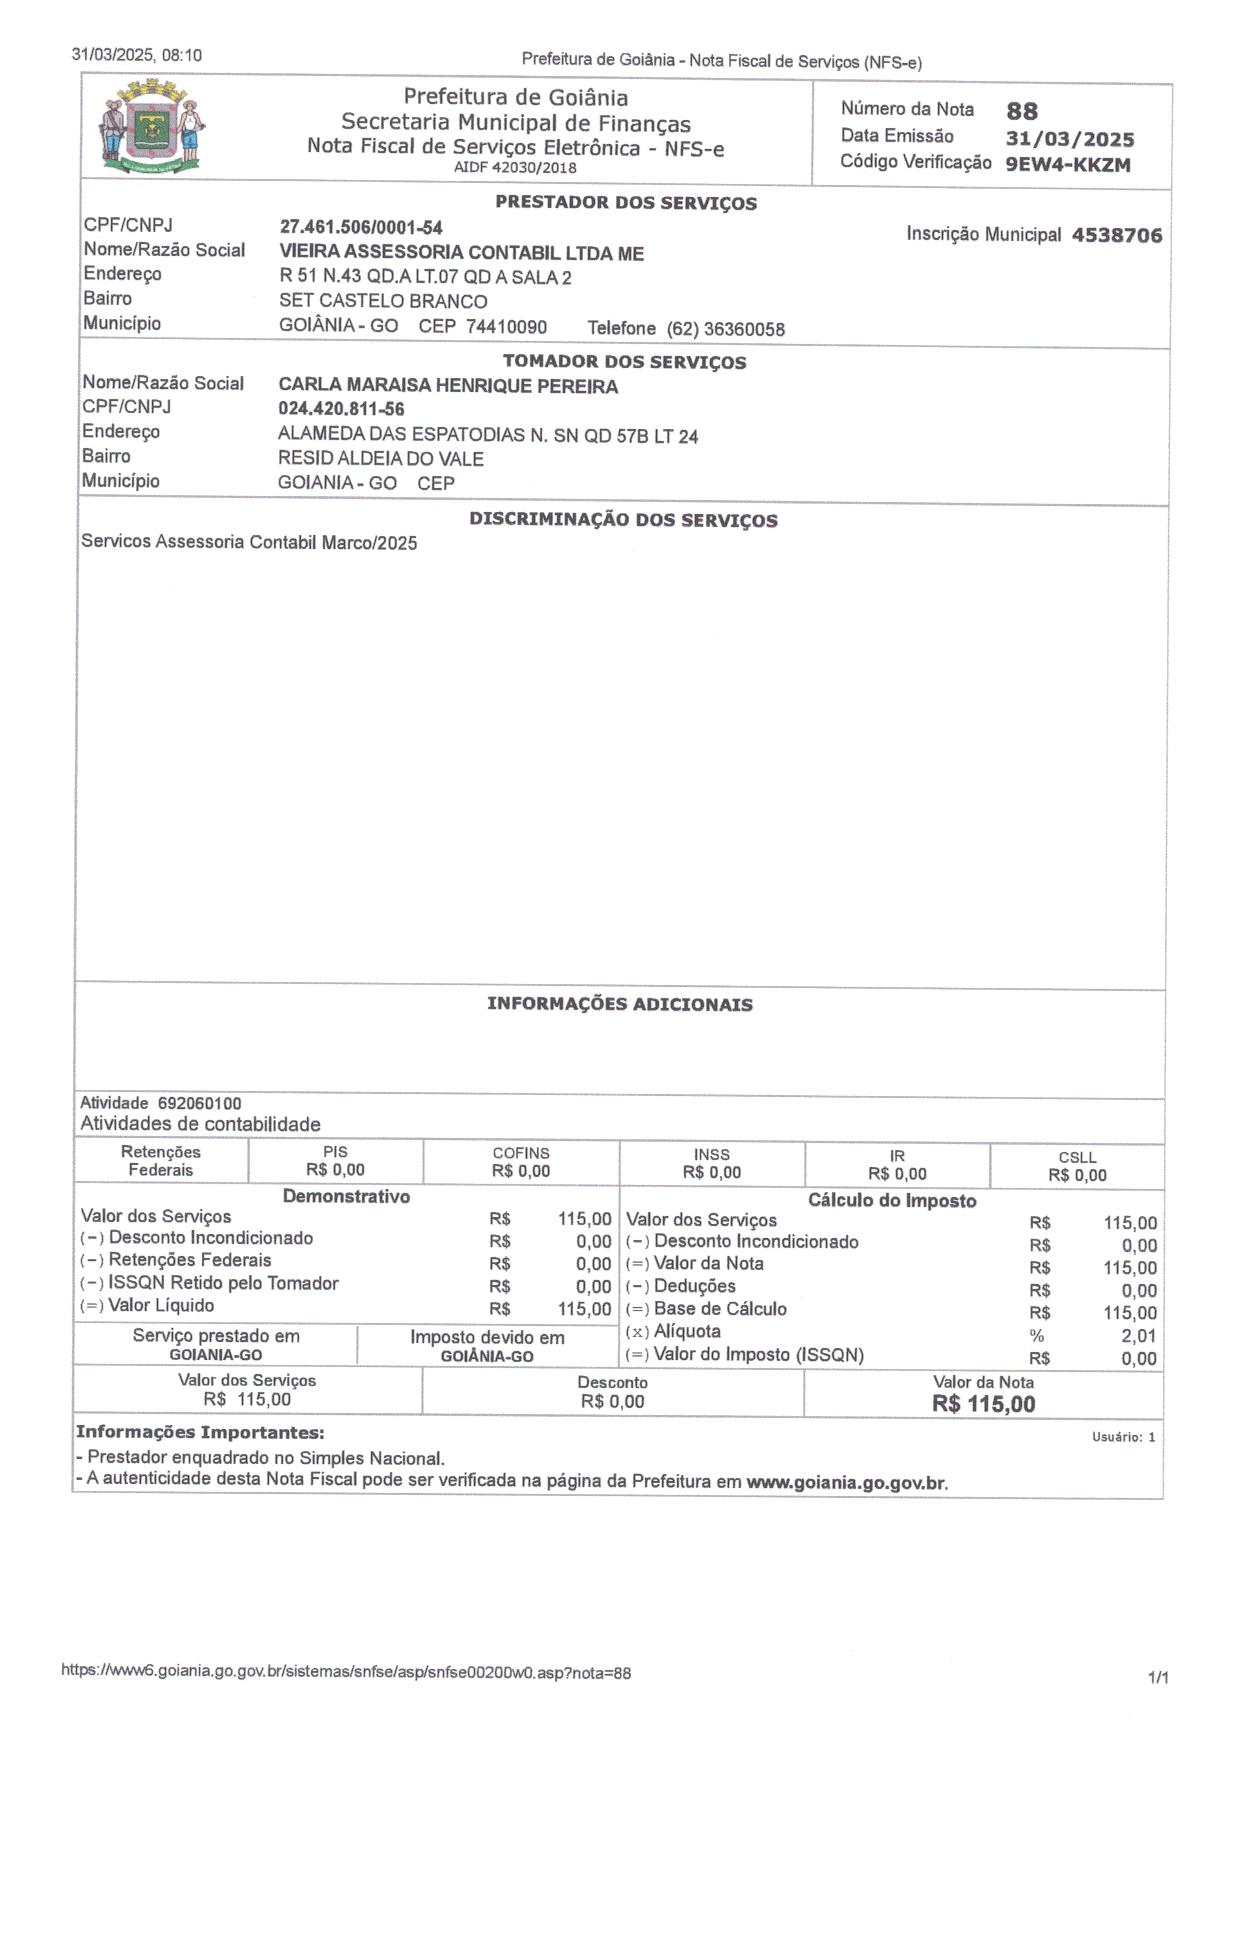 31/03/2025, 08:10
Prefeitura de Goiânia - Nota Fiscal de Serviços (NFS-e)
Prefeitura de Goiânia
Secretaria Municipal de Finanças
Nota Fiscal de Serviços Eletrônica - NFS-e
AIDF 42030/2018
Número da Nota 88
Data Emissão 31/03/2025
Código Verificação 9EW4-KKZM
PRESTADOR DOS SERVIÇOS
CPF/CNPJ 27.461.506/0001-54
Inscrição Municipal 4538706
Nome/Razão Social VIEIRA ASSESSORIA CONTABIL LTDA ME
Endereço R 51 N.43 QD.A LT.07 QD A SALA 2
Bairro SET CASTELO BRANCO
Município GOIÂNIA - GO CEP 74410090 Telefone (62) 36360058
TOMADOR DOS SERVIÇOS
Nome/Razão Social CARLA MARAISA HENRIQUE PEREIRA
CPF/CNPJ 024.420.811-56
Endereço ALAMEDA DAS ESPATODIAS N. SN QD 57B LT 24
Bairro RESID ALDEIA DO VALE
Município GOIANIA - GO CEP
DISCRIMINAÇÃO DOS SERVIÇOS
Servicos Assessoria Contabil Marco/2025
INFORMAÇÕES ADICIONAIS
Atividade 692060100
Atividades de contabilidade
Retenções Federais
PIS R$ 0,00
COFINS R$ 0,00
INSS R$ 0,00
IR R$ 0,00
CSLL R$ 0,00
Demonstrativo
Valor dos Serviços R$ 115,00
(-) Desconto Incondicionado R$ 0,00
(-) Retenções Federais R$ 0,00
(-) ISSQN Retido pelo Tomador R$ 0,00
(=) Valor Líquido R$ 115,00
Serviço prestado em
GOIANIA-GO
Imposto devido em
GOIÂNIA-GO
Cálculo do Imposto
Valor dos Serviços R$ 115,00
(-) Desconto Incondicionado R$ 0,00
(=) Valor da Nota R$ 115,00
(-) Deduções R$ 0,00
(=) Base de Cálculo R$ 115,00
(x) Alíquota % 2,01
(=) Valor do Imposto (ISSQN) R$ 0,00
Valor dos Serviços
R$ 115,00
Desconto
R$ 0,00
Valor da Nota
R$ 115,00
Informações Importantes:
Usuário: 1
- Prestador enquadrado no Simples Nacional.
- A autenticidade desta Nota Fiscal pode ser verificada na página da Prefeitura em www.goiania.go.gov.br.
https://www6.goiania.go.gov.br/sistemas/snfse/asp/snfse00200w0.asp?nota=88
1/1